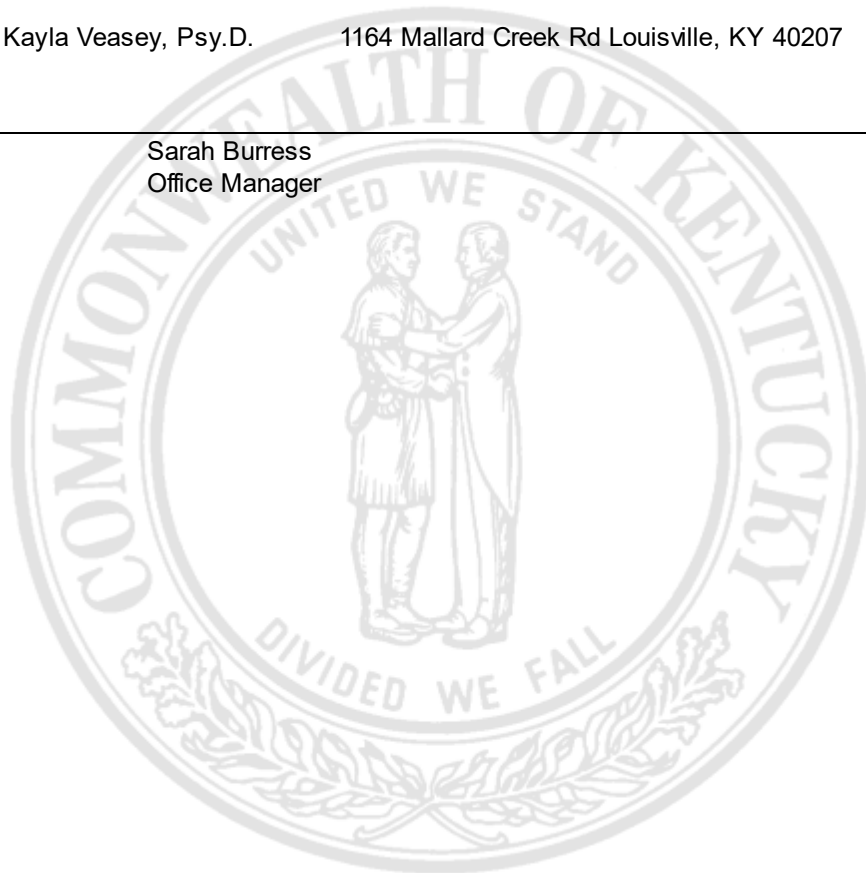 Kayla Veasey, Psy.D. 1164 Mallard Creek Rd Louisville, KY 40207
Sarah Burress
Office Manager
COMMONWEALTH OF KENTUCKY
UNITED WE STAND
DIVIDED WE FALL